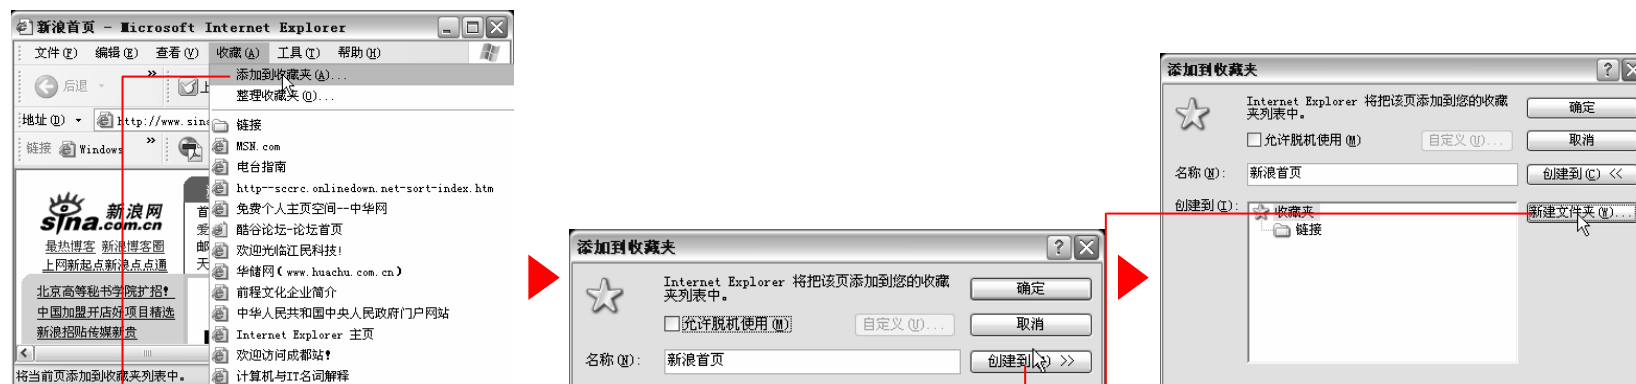 新浪首页 - Microsoft Internet Explorer
文件(F) 编辑(E) 查看(V) 收藏(A) 工具(T) 帮助(H)
后退
添加到收藏夹(A)...
整理收藏夹(O)...
地址(D) http://www.sina
链接 Windows
链接
MSN.com
电台指南
http--sccrc.onlinedown.net-sort-index.htm
免费个人主页空间--中华网
酷谷论坛-论坛首页
欢迎光临江民科技!
华储网(www.huachu.com.cn)
前程文化企业简介
中华人民共和国中央人民政府门户网站
Internet Explorer 主页
欢迎访问成都站!
计算机与IT名词解释
新浪网
sina.com.cn
最热博客 新浪博客圈
上网新起点新浪点点通
北京高等秘书学院扩招!
中国加盟开店好项目精选
新浪招贴传媒新贵
首
爱
邮
天
将当前页添加到收藏夹列表中。
添加到收藏夹
Internet Explorer 将把该页添加到您的收藏
夹列表中。
确定
允许脱机使用(M) 自定义(U)... 取消
名称(N): 新浪首页 创建到(C) >>
添加到收藏夹
Internet Explorer 将把该页添加到您的收藏
夹列表中。
确定
允许脱机使用(M) 自定义(U)... 取消
名称(N): 新浪首页 创建到(C) <<
创建到(I): 收藏夹 新建文件夹(W)...
链接